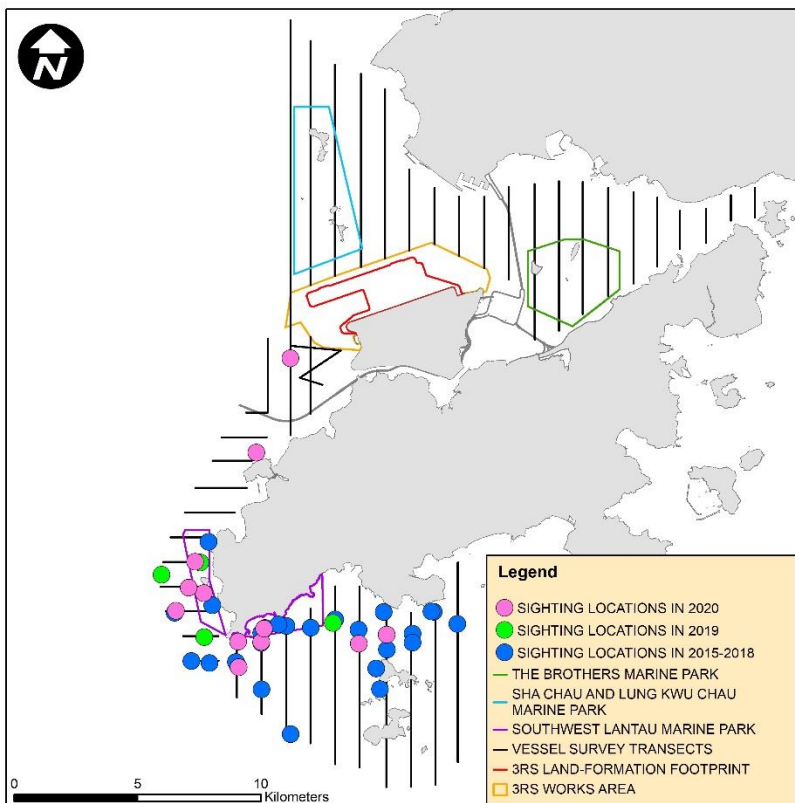 N
Legend
SIGHTING LOCATIONS IN 2020
SIGHTING LOCATIONS IN 2019
SIGHTING LOCATIONS IN 2015-2018
THE BROTHERS MARINE PARK
SHA CHAU AND LUNG KWU CHAU
MARINE PARK
SOUTHWEST LANTAU MARINE PARK
VESSEL SURVEY TRANSECTS
3RS LAND-FORMATION FOOTPRINT
3RS WORKS AREA
0 5 10
Kilometers